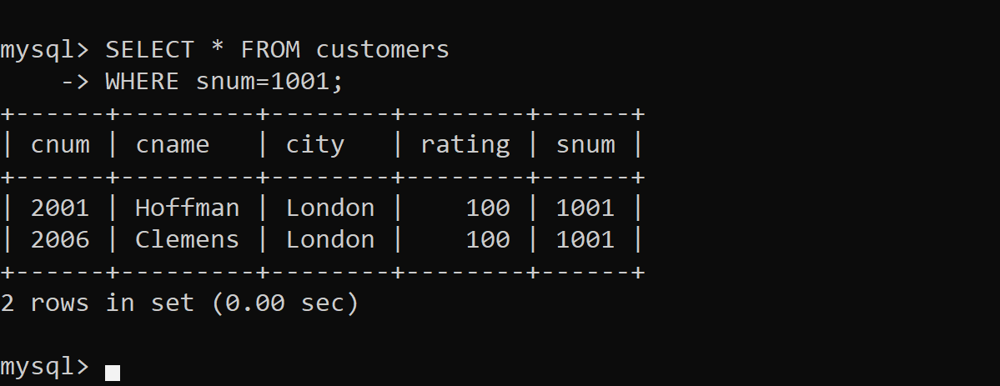 mysql> SELECT * FROM customers
    -> WHERE snum=1001;
+------+---------+--------+--------+------+
| cnum | cname   | city   | rating | snum |
+------+---------+--------+--------+------+
| 2001 | Hoffman | London |    100 | 1001 |
| 2006 | Clemens | London |    100 | 1001 |
+------+---------+--------+--------+------+
2 rows in set (0.00 sec)
mysql>